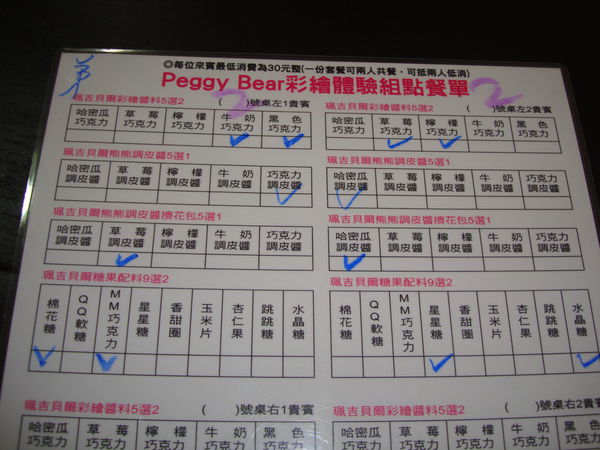 弟
◎每位來賓最低消費為30元整(一份套餐可兩人共餐，可抵兩人低消)
Peggy Bear彩繪體驗組點餐單
2 2
珮吉貝爾彩繪醬料5選2 ( )號桌左1貴賓
哈密瓜巧克力 草莓巧克力 檸檬巧克力 牛奶巧克力 黑色巧克力
珮吉貝爾熊熊調皮醬5選1
哈密瓜調皮醬 草莓調皮醬 檸檬調皮醬 牛奶調皮醬 巧克力調皮醬
珮吉貝爾熊熊調皮醬擠花包5選1
哈密瓜調皮醬 草莓調皮醬 檸檬調皮醬 牛奶調皮醬 巧克力調皮醬
珮吉貝爾糖果配料9選2
棉花糖 QQ軟糖 MM巧克力 星星糖 香甜圈 玉米片 杏仁果 跳跳糖 水晶糖
珮吉貝爾彩繪醬料5選2 ( )號桌右1貴賓
哈密瓜巧克力 草莓巧克力 檸檬巧克力 牛奶巧克力 黑色巧克力
珮吉貝爾彩繪醬料5選2 ( )號桌左2貴賓
哈密瓜巧克力 草莓巧克力 檸檬巧克力 牛奶巧克力 黑色巧克力
珮吉貝爾熊熊調皮醬5選1
哈密瓜調皮醬 草莓調皮醬 檸檬調皮醬 牛奶調皮醬 巧克力調皮醬
珮吉貝爾熊熊調皮醬擠花包5選1
哈密瓜調皮醬 草莓調皮醬 檸檬調皮醬 牛奶調皮醬 巧克力調皮醬
珮吉貝爾糖果配料9選2
棉花糖 QQ軟糖 MM巧克力 星星糖 香甜圈 玉米片 杏仁果 跳跳糖 水晶糖
珮吉貝爾彩繪醬料5選2 ( )號桌右2貴賓
哈密瓜巧克力 草莓巧克力 檸檬巧克力 牛奶巧克力 黑色巧克力